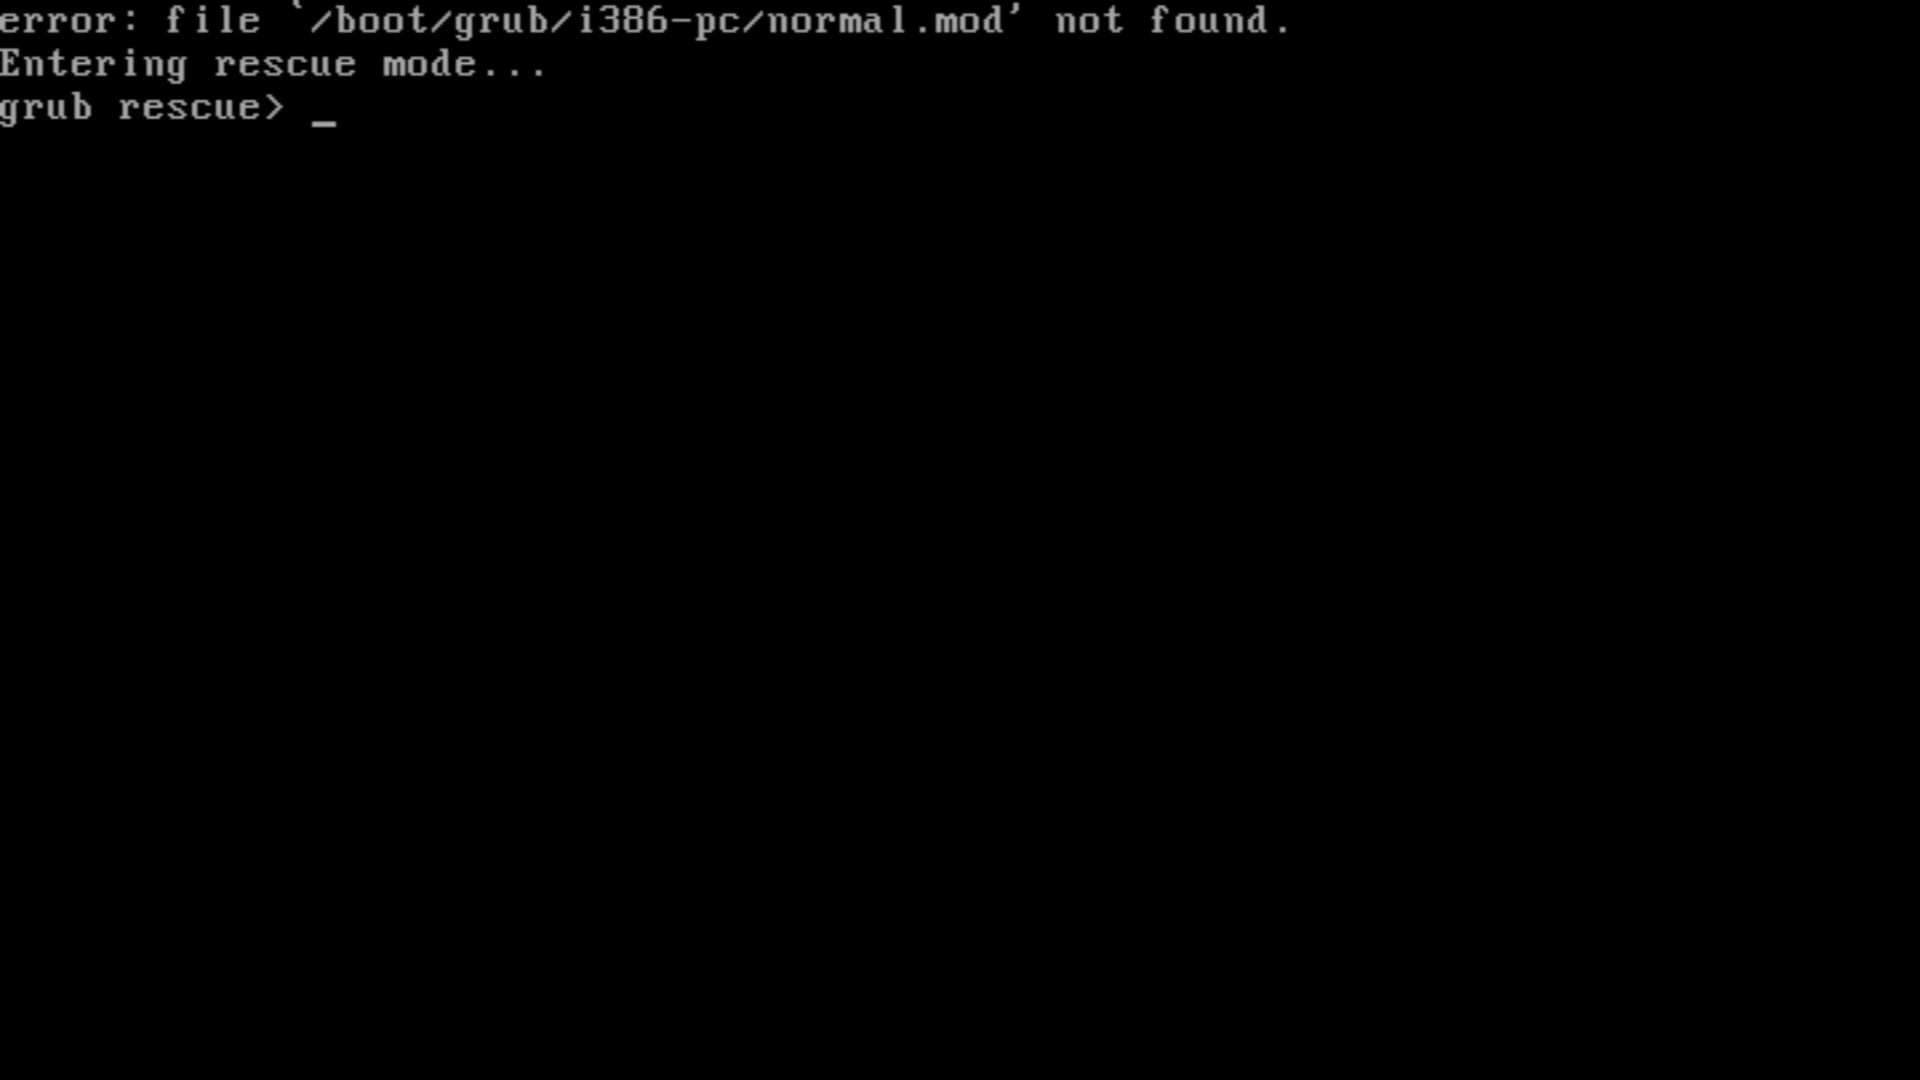 error: file `/boot/grub/i386-pc/normal.mod' not found.
Entering rescue mode...
grub rescue> _